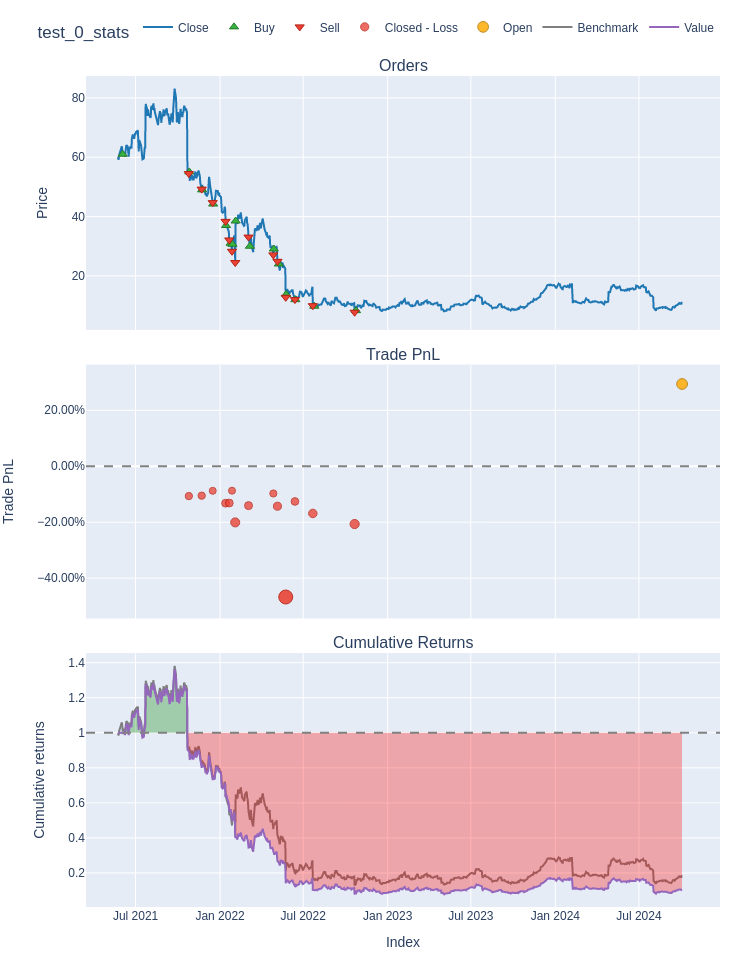 test_0_stats
Close Buy Sell Closed - Loss Open Benchmark Value
Orders
80
60
40
20
Price
Trade PnL
20.00%
0.00%
−20.00%
−40.00%
Trade PnL
Cumulative Returns
1.4
1.2
1
0.8
0.6
0.4
0.2
Cumulative returns
Jul 2021 Jan 2022 Jul 2022 Jan 2023 Jul 2023 Jan 2024 Jul 2024
Index